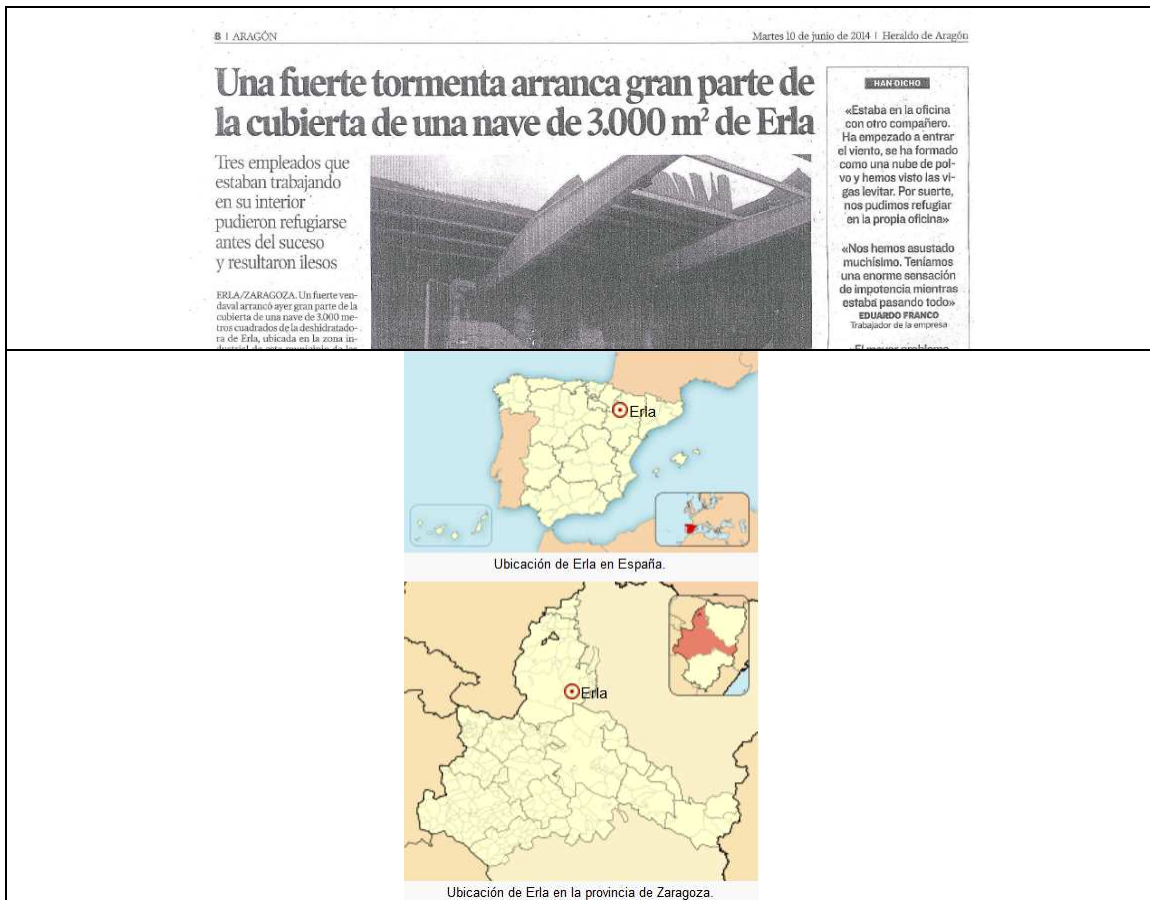 8 | ARAGÓN
Martes 10 de junio de 2014 | Heraldo de Aragón
Una fuerte tormenta arranca gran parte de
la cubierta de una nave de 3.000 m² de Erla
Tres empleados que
estaban trabajando
en su interior
pudieron refugiarse
antes del suceso
y resultaron ilesos
ERLA/ZARAGOZA. Un fuerte ven-
daval arrancó ayer gran parte de la
cubierta de una nave de 3.000 me-
tros cuadrados de la deshidratado-
ra de Erla, ubicada en la zona in-
HAN DICHO
«Estaba en la oficina
con otro compañero.
Ha empezado a entrar
el viento, se ha formado
como una nube de pol-
vo y hemos visto las vi-
gas levitar. Por suerte,
nos pudimos refugiar
en la propia oficina»
«Nos hemos asustado
muchísimo. Teníamos
una enorme sensación
de impotencia mientras
estaba pasando todo»
EDUARDO FRANCO
Trabajador de la empresa
«El mayor problema
Erla
Ubicación de Erla en España.
Erla
Ubicación de Erla en la provincia de Zaragoza.